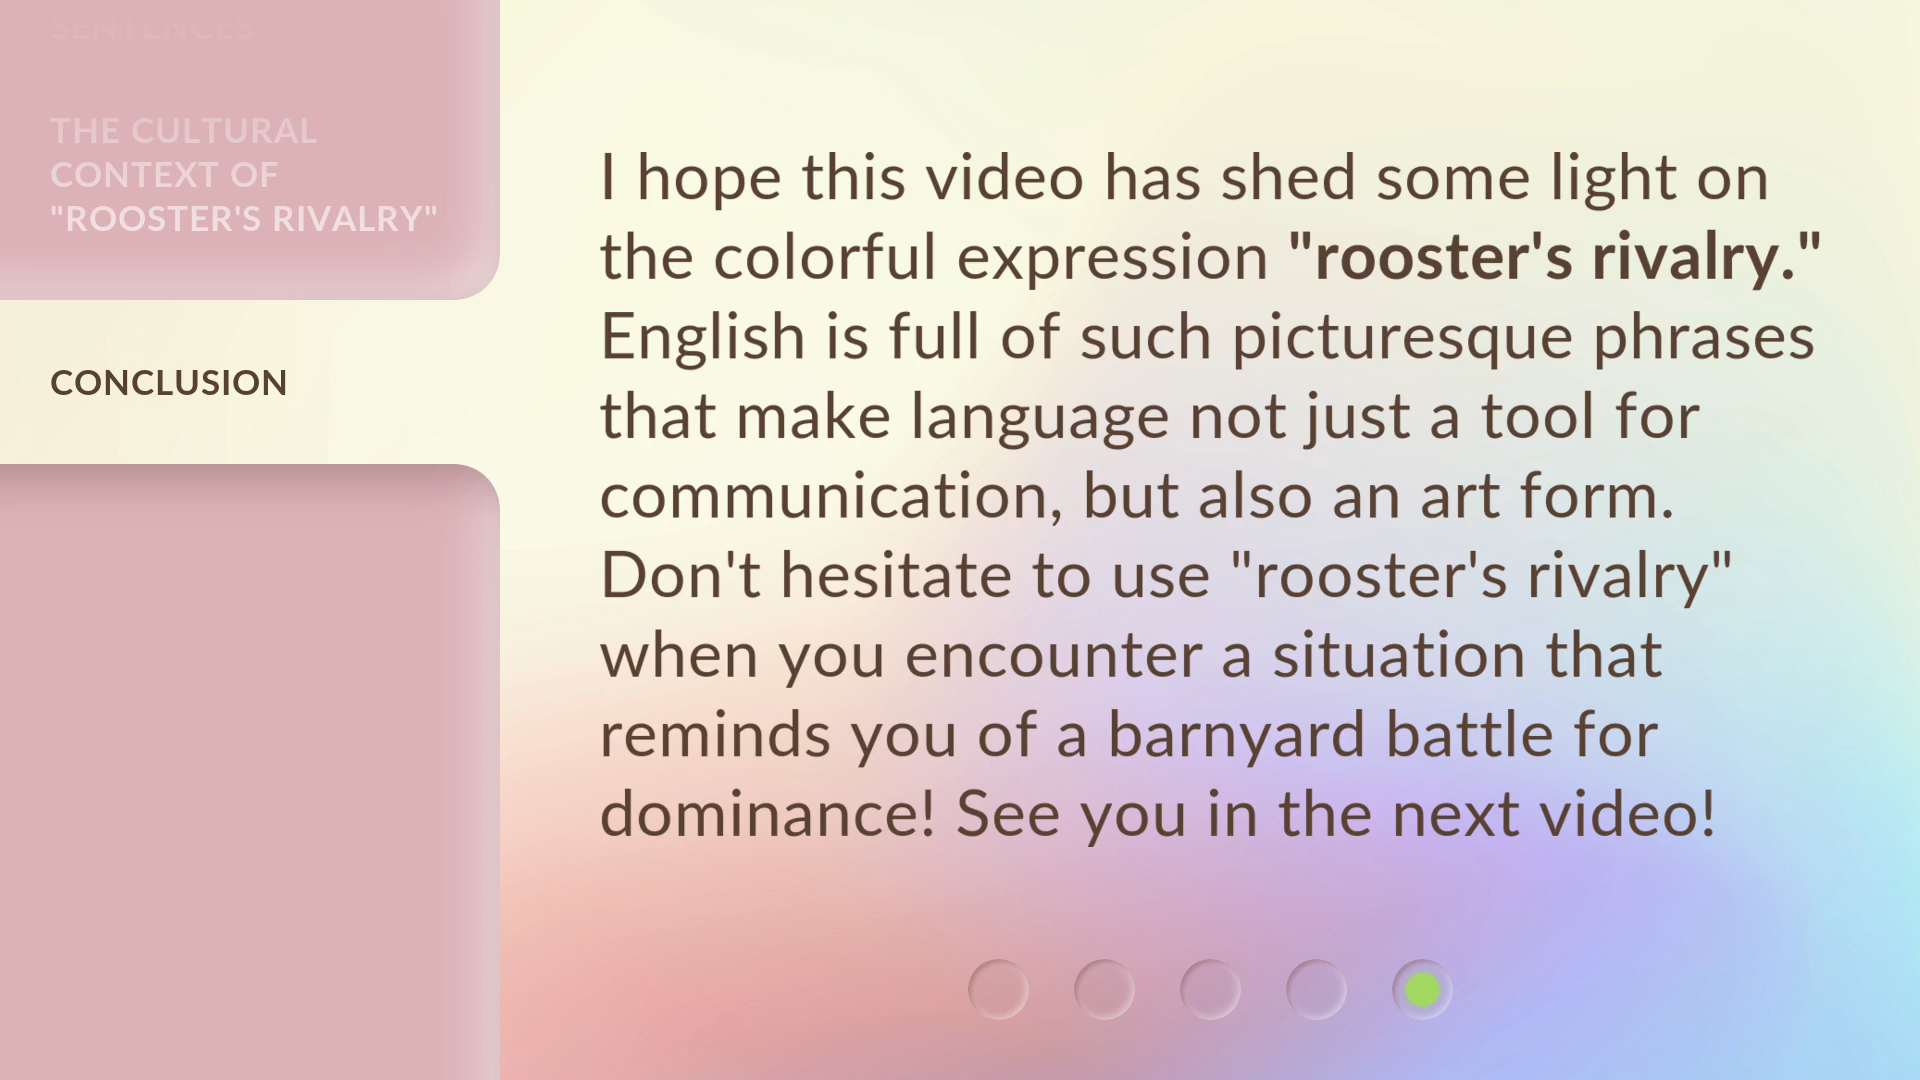 SENTENCES
THE CULTURAL
CONTEXT OF
"ROOSTER'S RIVALRY"
CONCLUSION
I hope this video has shed some light on
the colorful expression "rooster's rivalry."
English is full of such picturesque phrases
that make language not just a tool for
communication, but also an art form.
Don't hesitate to use "rooster's rivalry"
when you encounter a situation that
reminds you of a barnyard battle for
dominance! See you in the next video!